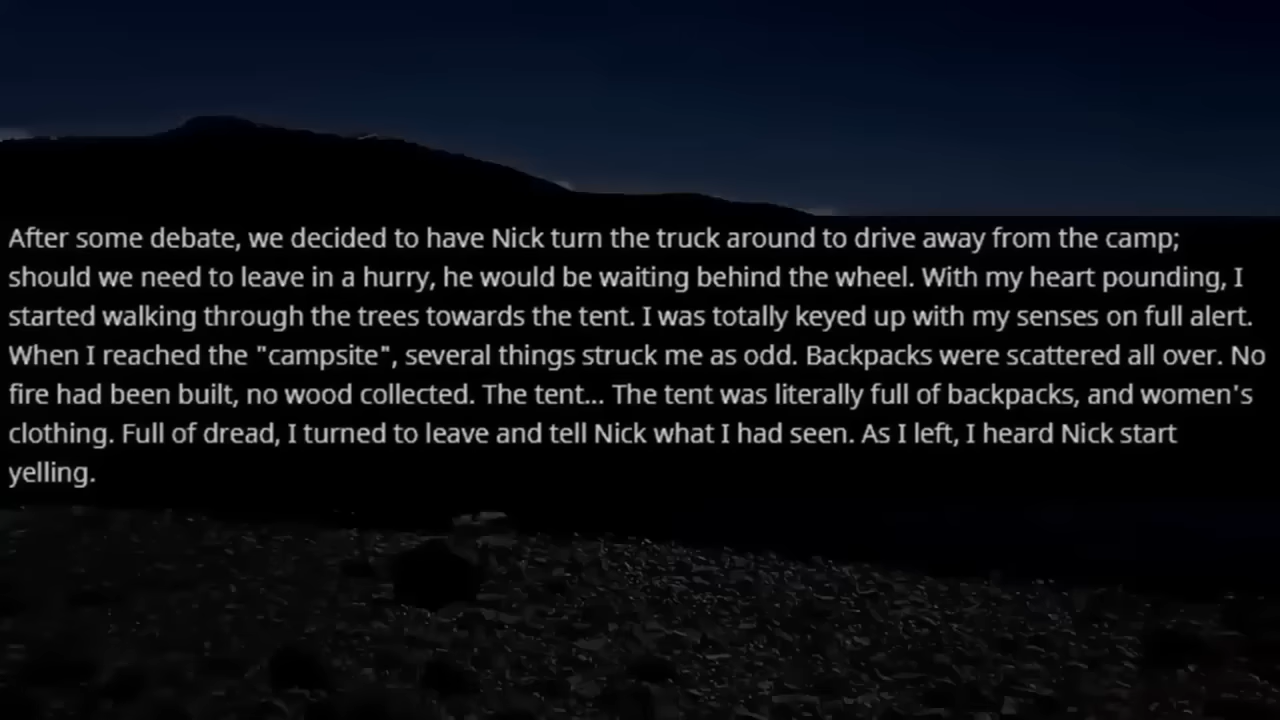 After some debate, we decided to have Nick turn the truck around to drive away from the camp;
should we need to leave in a hurry, he would be waiting behind the wheel. With my heart pounding, I
started walking through the trees towards the tent. I was totally keyed up with my senses on full alert.
When I reached the "campsite", several things struck me as odd. Backpacks were scattered all over. No
fire had been built, no wood collected. The tent... The tent was literally full of backpacks, and women's
clothing. Full of dread, I turned to leave and tell Nick what I had seen. As I left, I heard Nick start
yelling.